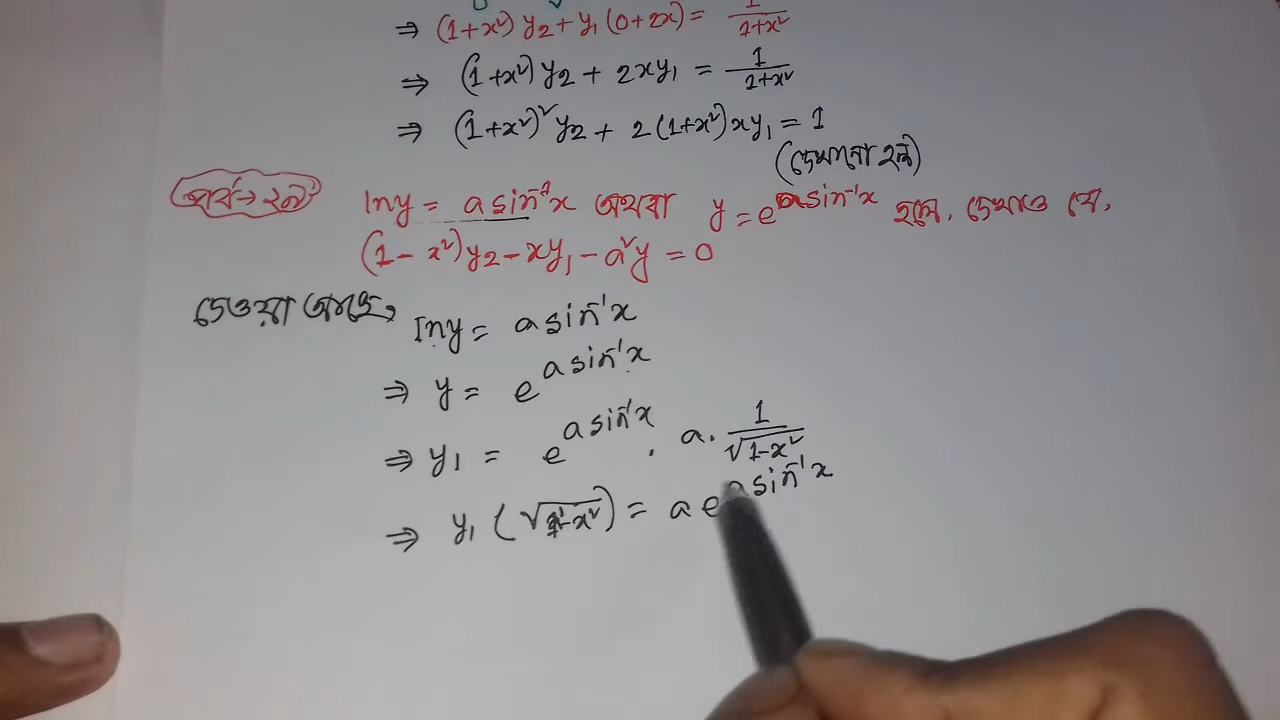 ⇒ (1+x²) y₂ + y₁ (0+2x) = 1/(1+x²)
⇒ (1+x²) y₂ + 2xy₁ = 1/(1+x²)
⇒ (1+x²)² y₂ + 2(1+x²)xy₁ = 1
(দেখানো হল)
lny = a sin⁻¹x অথবা y = e^(a sin⁻¹x) হলে, দেখাও যে,
(1 - x²)y₂ - xy₁ - a²y = 0
দেওয়া আছে, lny = a sin⁻¹x
⇒ y = e^(a sin⁻¹x)
⇒ y₁ = e^(a sin⁻¹x) . a. 1/√(1-x²)
⇒ y₁ (√(1-x²)) = a e^(a sin⁻¹x)